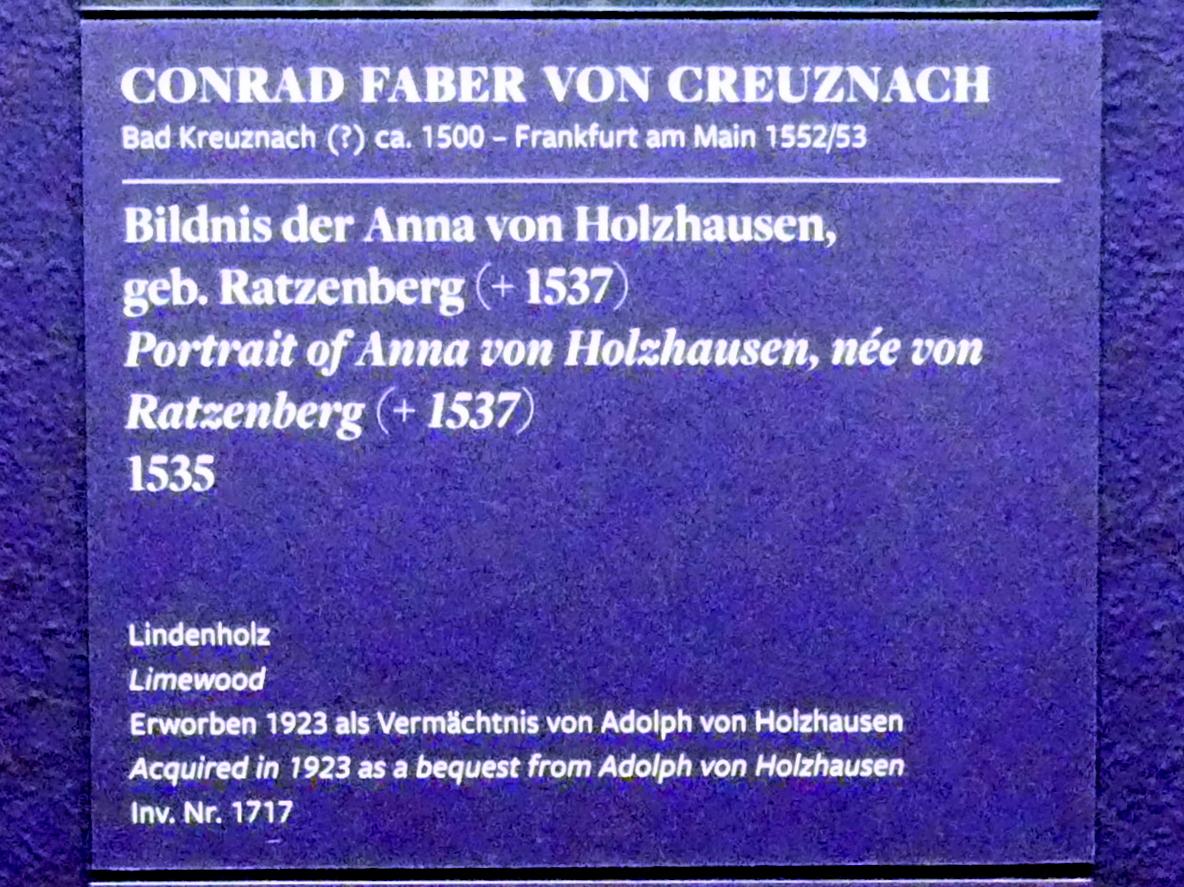 CONRAD FABER VON CREUZNACH
Bad Kreuznach (?) ca. 1500 – Frankfurt am Main 1552/53
Bildnis der Anna von Holzhausen,
geb. Ratzenberg (+ 1537)
Portrait of Anna von Holzhausen, née von
Ratzenberg (+ 1537)
1535
Lindenholz
Limewood
Erworben 1923 als Vermächtnis von Adolph von Holzhausen
Acquired in 1923 as a bequest from Adolph von Holzhausen
Inv. Nr. 1717